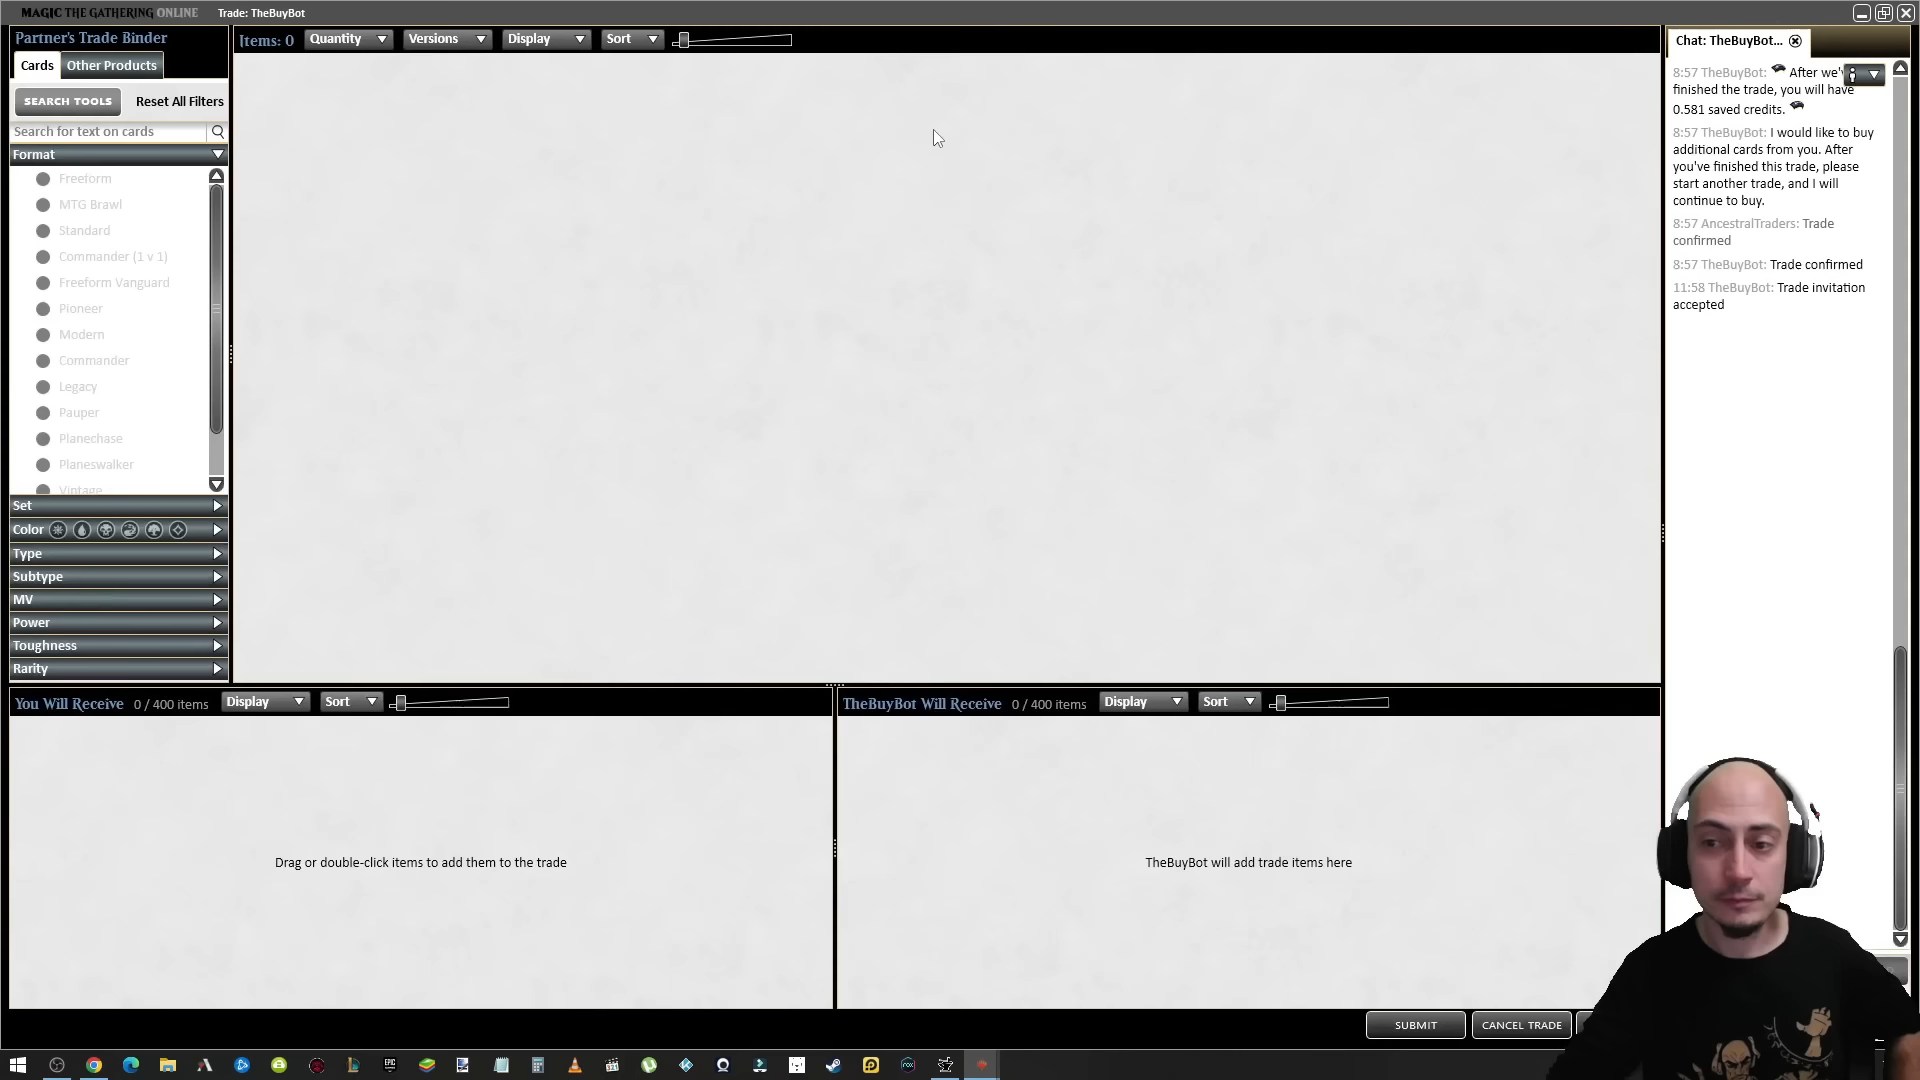 MAGIC THE GATHERING ONLINE
Trade: TheBuyBot
Partner's Trade Binder
Cards
Other Products
SEARCH TOOLS
Reset All Filters
Search for text on cards
Format
Freeform
MTG Brawl
Standard
Commander (1 v 1)
Freeform Vanguard
Pioneer
Modern
Commander
Legacy
Pauper
Planechase
Planeswalker
Vintage
Set
Color
Type
Subtype
MV
Power
Toughness
Rarity
Items: 0
Quantity
Versions
Display
Sort
You Will Receive
0 / 400 items
Display
Sort
Drag or double-click items to add them to the trade
TheBuyBot Will Receive
0 / 400 items
Display
Sort
TheBuyBot will add trade items here
SUBMIT
CANCEL TRADE
Chat: TheBuyBot...
8:57 TheBuyBot: After we'v
finished the trade, you will have
0.581 saved credits.
8:57 TheBuyBot: I would like to buy
additional cards from you. After
you've finished this trade, please
start another trade, and I will
continue to buy.
8:57 AncestralTraders: Trade
confirmed
8:57 TheBuyBot: Trade confirmed
11:58 TheBuyBot: Trade invitation
accepted
EPIC